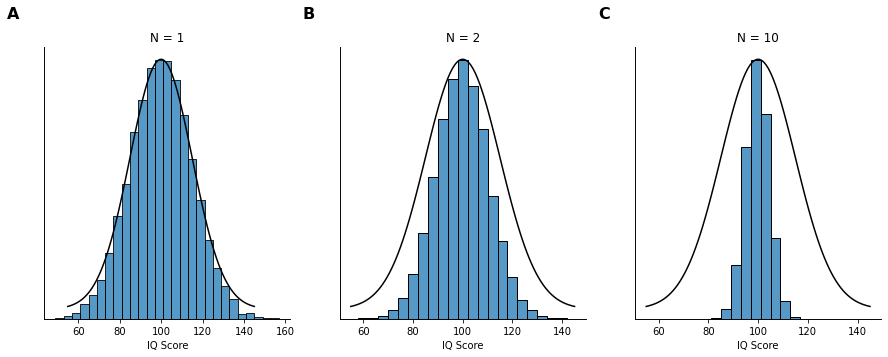 A
B
C
N = 1
N = 2
N = 10
60 80 100 120 140 160
60 80 100 120 140
60 80 100 120 140
IQ Score
IQ Score
IQ Score